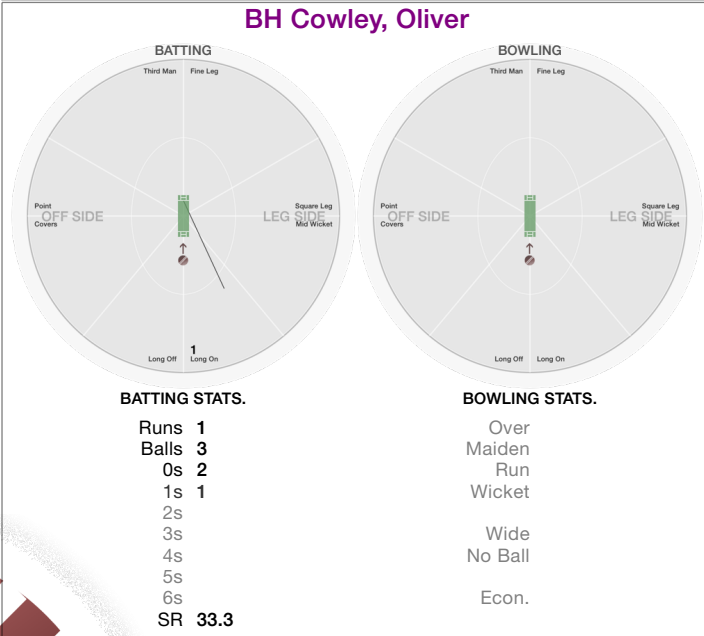 BH Cowley, Oliver
BATTING
Third Man Fine Leg
Point
OFF SIDE
Covers
Square Leg
LEG SIDE
Mid Wicket
1
Long Off Long On
BOWLING
Third Man Fine Leg
Point
OFF SIDE
Covers
Square Leg
LEG SIDE
Mid Wicket
Long Off Long On
BATTING STATS.
Runs 1
Balls 3
0s 2
1s 1
2s
3s
4s
5s
6s
SR 33.3
BOWLING STATS.
Over
Maiden
Run
Wicket
Wide
No Ball
Econ.